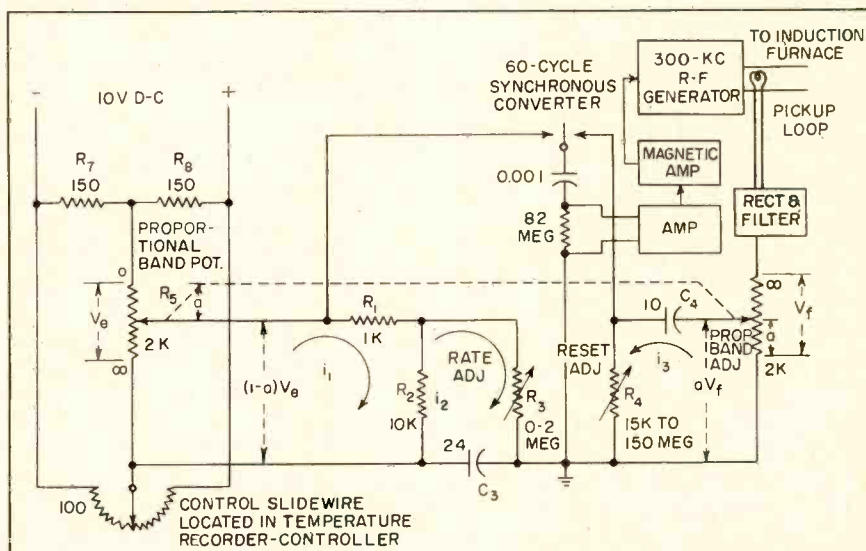 TO INDUCTION
FURNACE
300-KC
R-F
GENERATOR
60-CYCLE
SYNCHRONOUS
CONVERTER
PICKUP
LOOP
- +
10V D-C
MAGNETIC
AMP
0.001
R7
150
R8
150
82
MEG
AMP
RECT &
FILTER
PROPOR-
TIONAL
BAND POT.
0
R5
a
Ve
2K
∞
R1
1K
10
C4
∞
Vf
a
PROP
BAND ADJ
2K
(1-a)Ve
i1
RATE
ADJ
R2
10K
i2
R3
0-2
MEG
RESET
ADJ
i3
R4
15K TO
150 MEG
aVf
24
C3
100
CONTROL SLIDEWIRE
LOCATED IN TEMPERATURE
RECORDER-CONTROLLER